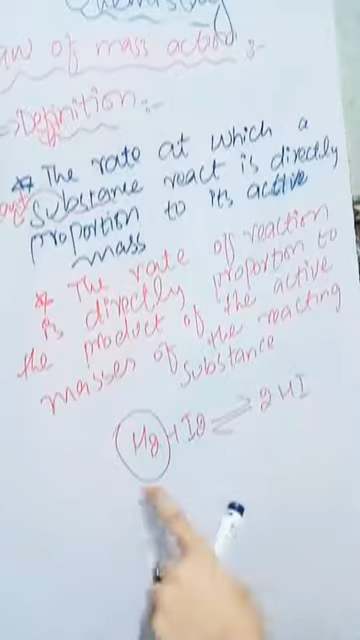 Chemistry
Law of mass action :-
⇒ Definition :-
* The rate at which a
substance react is directly
proportion to its active
mass
* The rate of reaction
is directly proportion to
the product of the active
masses of the reacting
substance
H2 + I2 ⇌ 2HI